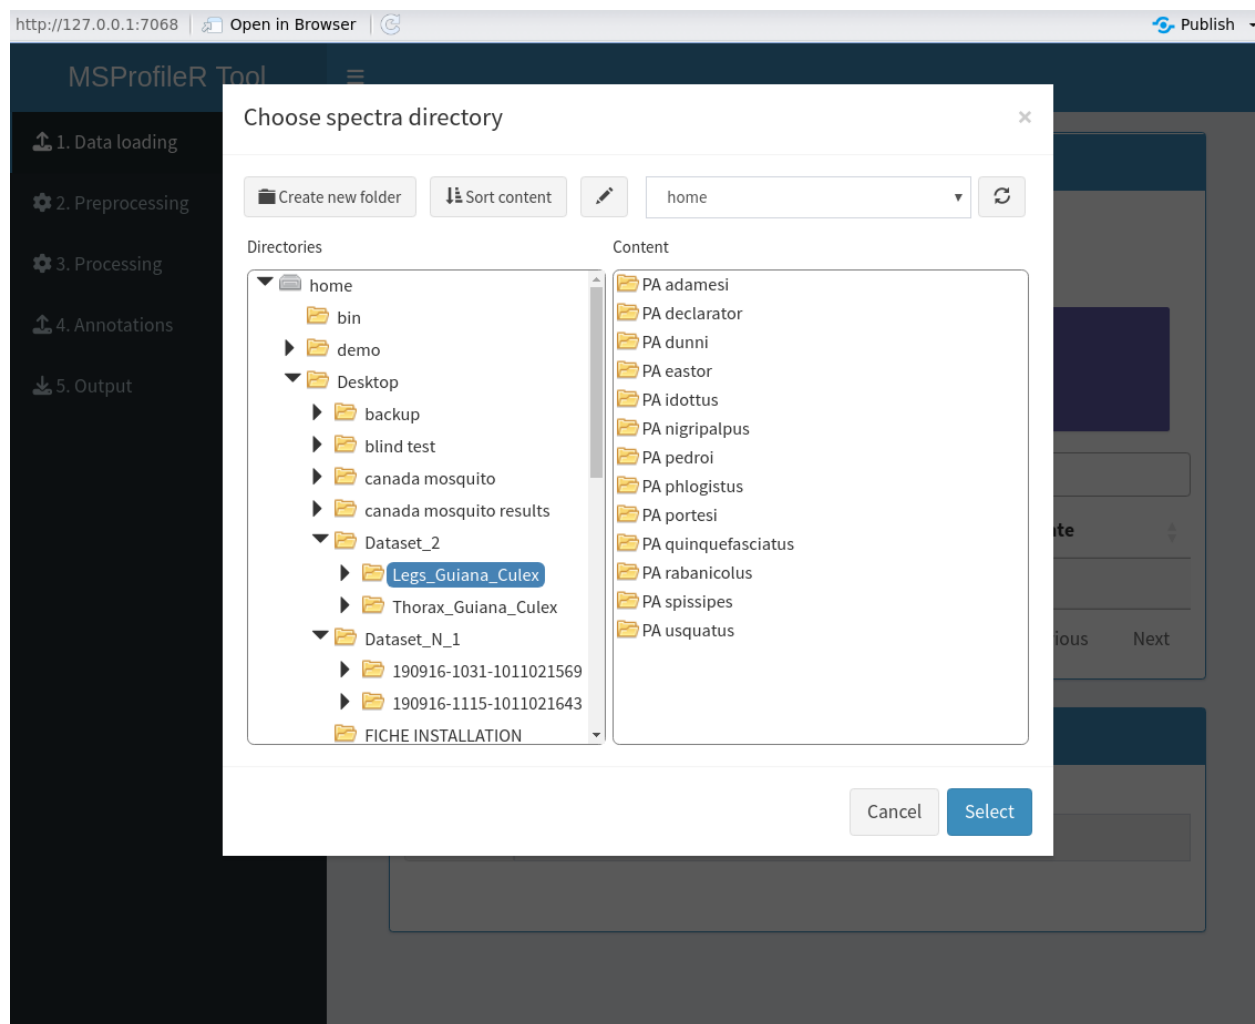 http://127.0.0.1:7068 Open in Browser Publish
MSProfileR Tool
Choose spectra directory ×
1. Data loading
2. Preprocessing
3. Processing
4. Annotations
5. Output
Create new folder Sort content home
Directories Content
home
bin
demo
Desktop
backup
blind test
canada mosquito
canada mosquito results
Dataset_2
Legs_Guiana_Culex
Thorax_Guiana_Culex
Dataset_N_1
190916-1031-1011021569
190916-1115-1011021643
FICHE INSTALLATION
PA adamesi
PA declarator
PA dunni
PA eastor
PA idottus
PA nigripalpus
PA pedroi
PA phlogistus
PA portesi
PA quinquefasciatus
PA rabanicolus
PA spissipes
PA usquatus
Next
Cancel Select